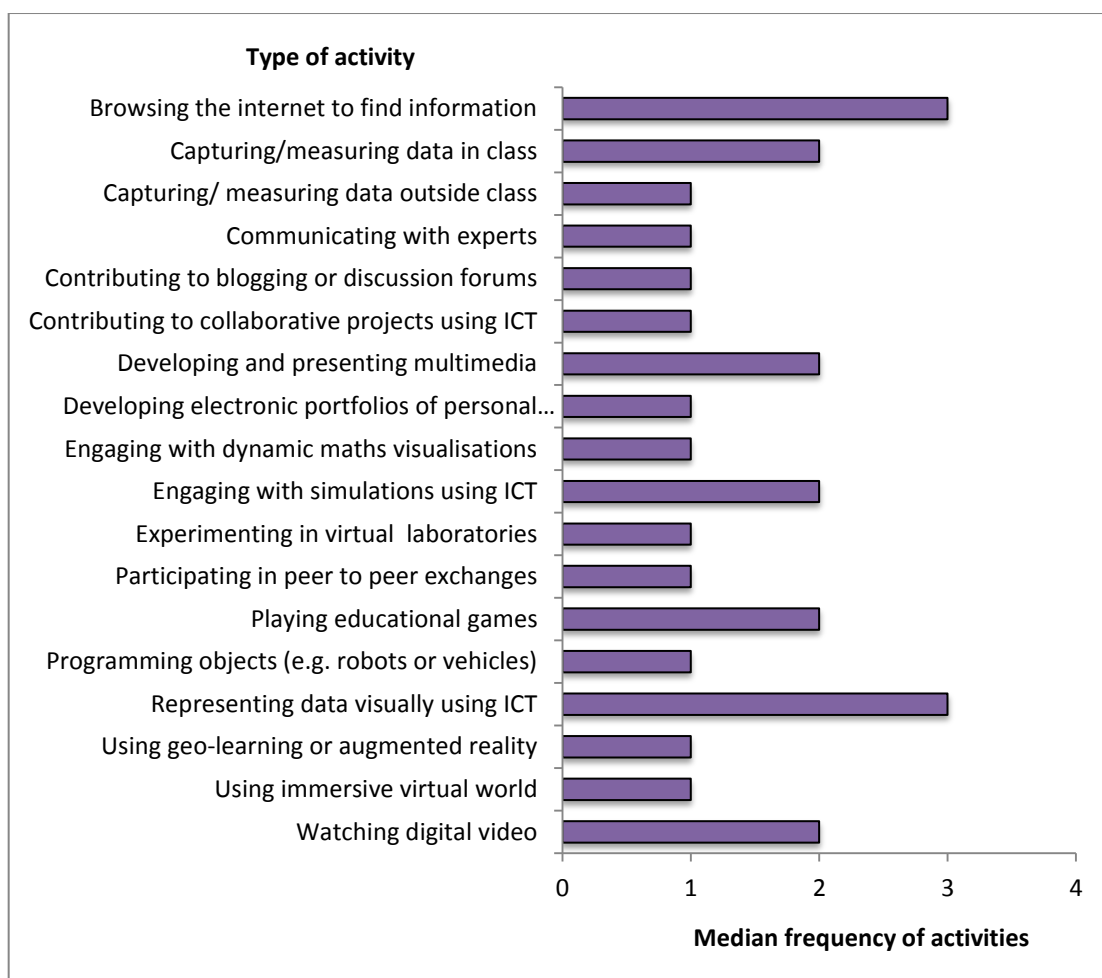 Type of activity
Browsing the internet to find information
Capturing/measuring data in class
Capturing/ measuring data outside class
Communicating with experts
Contributing to blogging or discussion forums
Contributing to collaborative projects using ICT
Developing and presenting multimedia
Developing electronic portfolios of personal...
Engaging with dynamic maths visualisations
Engaging with simulations using ICT
Experimenting in virtual  laboratories
Participating in peer to peer exchanges
Playing educational games
Programming objects (e.g. robots or vehicles)
Representing data visually using ICT
Using geo-learning or augmented reality
Using immersive virtual world
Watching digital video
0 1 2 3 4
Median frequency of activities